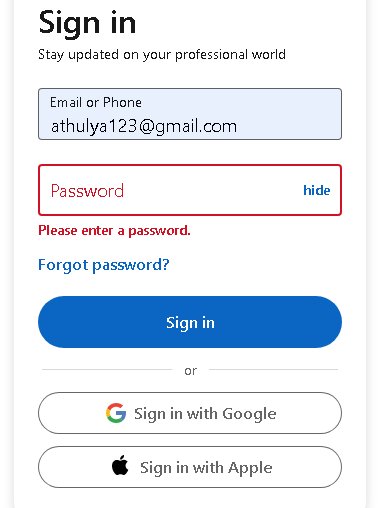 Sign in
Stay updated on your professional world
Email or Phone
athulya123@gmail.com
Password
hide
Please enter a password.
Forgot password?
Sign in
or
Sign in with Google
Sign in with Apple